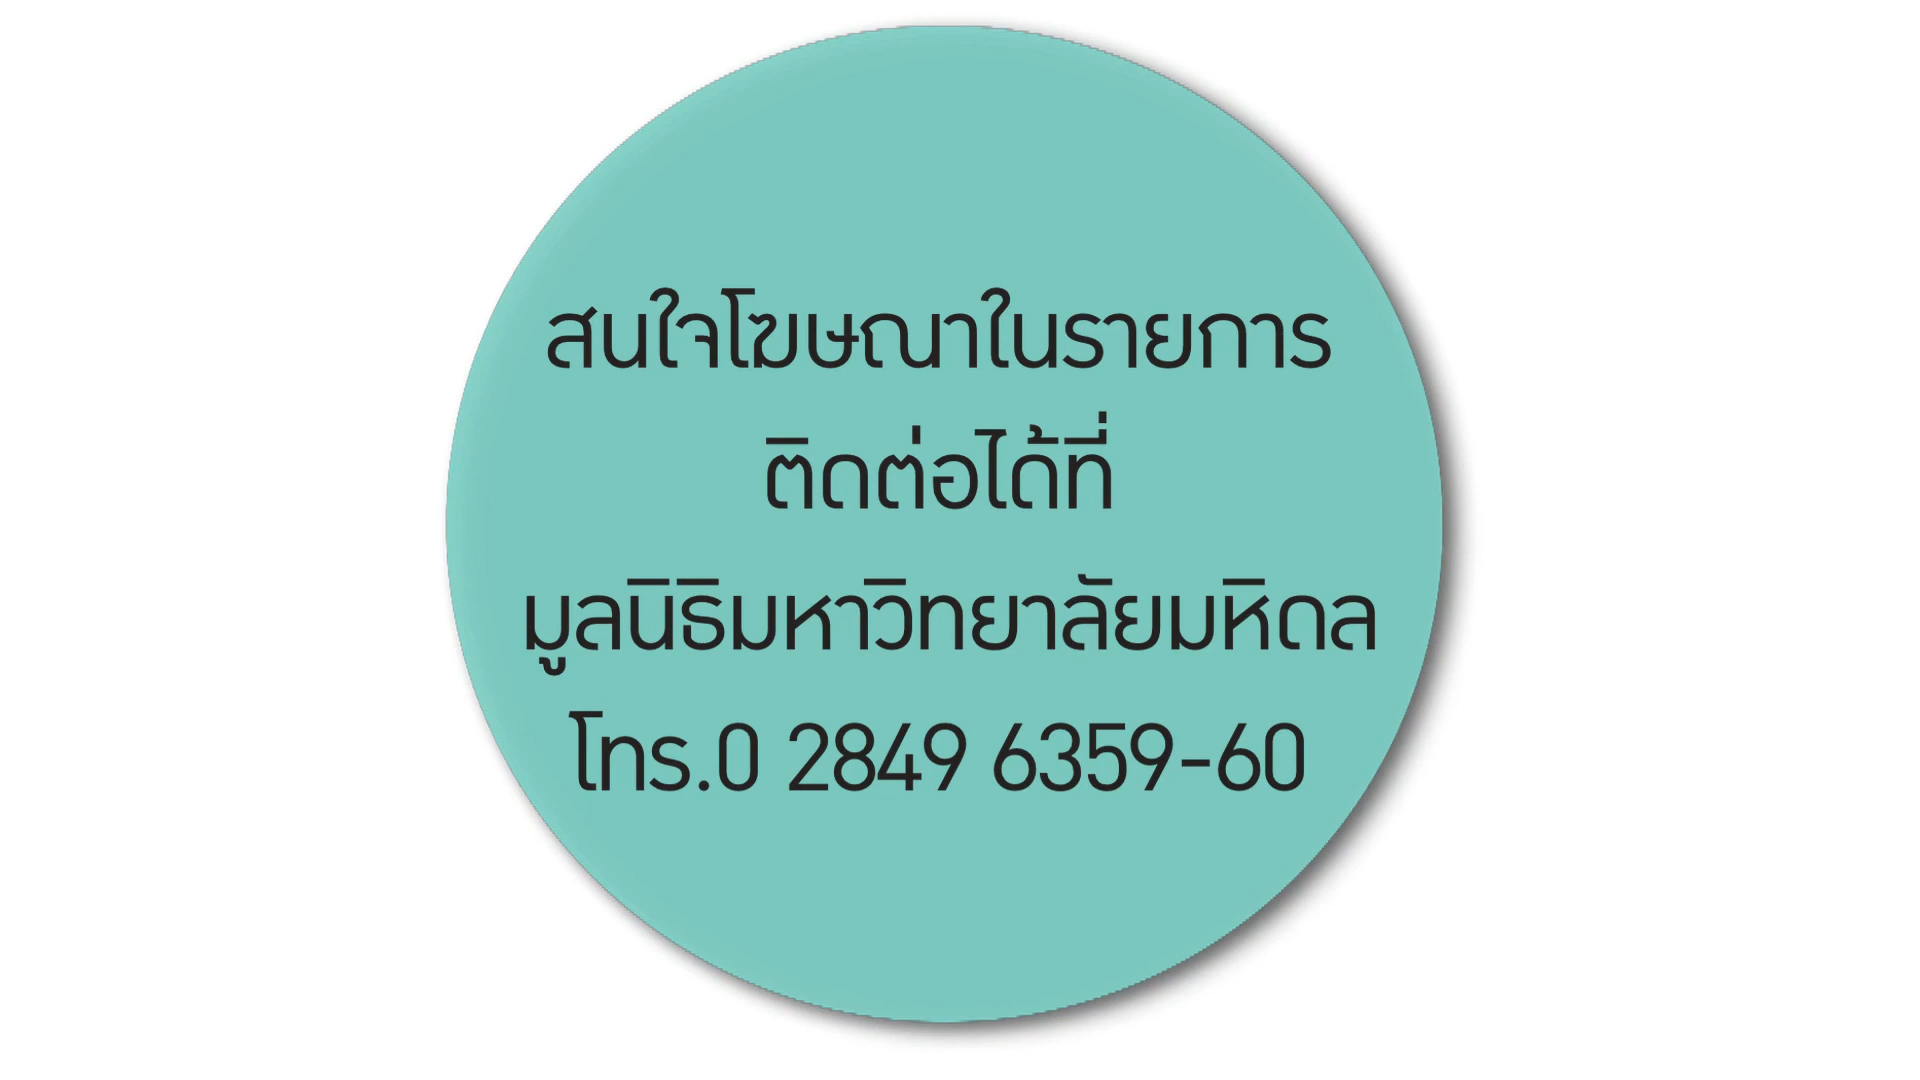 สนใจโฆษณาในรายการ
ติดต่อได้ที่
มูลนิธิมหาวิทยาลัยมหิดล
โทร.0 2849 6359-60